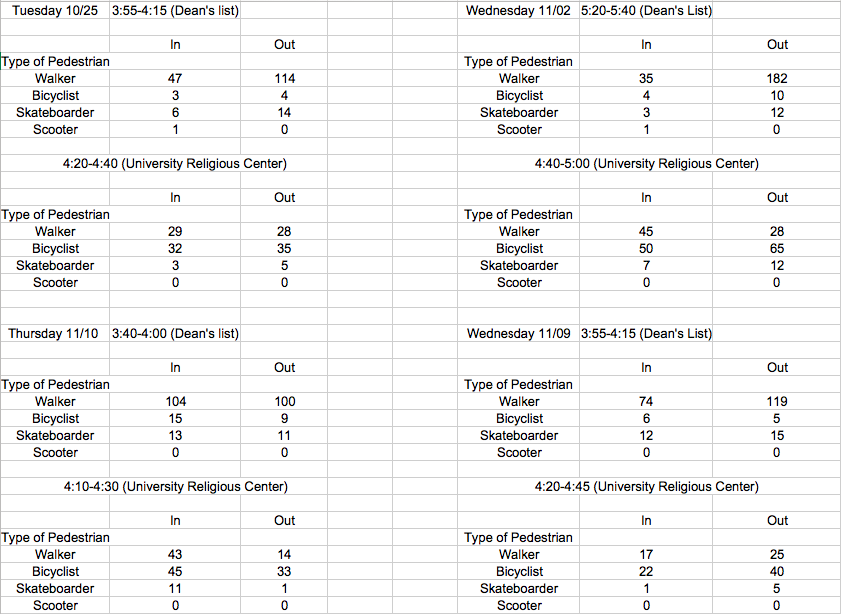 Tuesday 10/25 3:55-4:15 (Dean's list) Wednesday 11/02 5:20-5:40 (Dean's List)
In Out In Out
Type of Pedestrian Type of Pedestrian
Walker 47 114 Walker 35 182
Bicyclist 3 4 Bicyclist 4 10
Skateboarder 6 14 Skateboarder 3 12
Scooter 1 0 Scooter 1 0
4:20-4:40 (University Religious Center) 4:40-5:00 (University Religious Center)
In Out In Out
Type of Pedestrian Type of Pedestrian
Walker 29 28 Walker 45 28
Bicyclist 32 35 Bicyclist 50 65
Skateboarder 3 5 Skateboarder 7 12
Scooter 0 0 Scooter 0 0
Thursday 11/10 3:40-4:00 (Dean's list) Wednesday 11/09 3:55-4:15 (Dean's List)
In Out In Out
Type of Pedestrian Type of Pedestrian
Walker 104 100 Walker 74 119
Bicyclist 15 9 Bicyclist 6 5
Skateboarder 13 11 Skateboarder 12 15
Scooter 0 0 Scooter 0 0
4:10-4:30 (University Religious Center) 4:20-4:45 (University Religious Center)
In Out In Out
Type of Pedestrian Type of Pedestrian
Walker 43 14 Walker 17 25
Bicyclist 45 33 Bicyclist 22 40
Skateboarder 11 1 Skateboarder 1 5
Scooter 0 0 Scooter 0 0